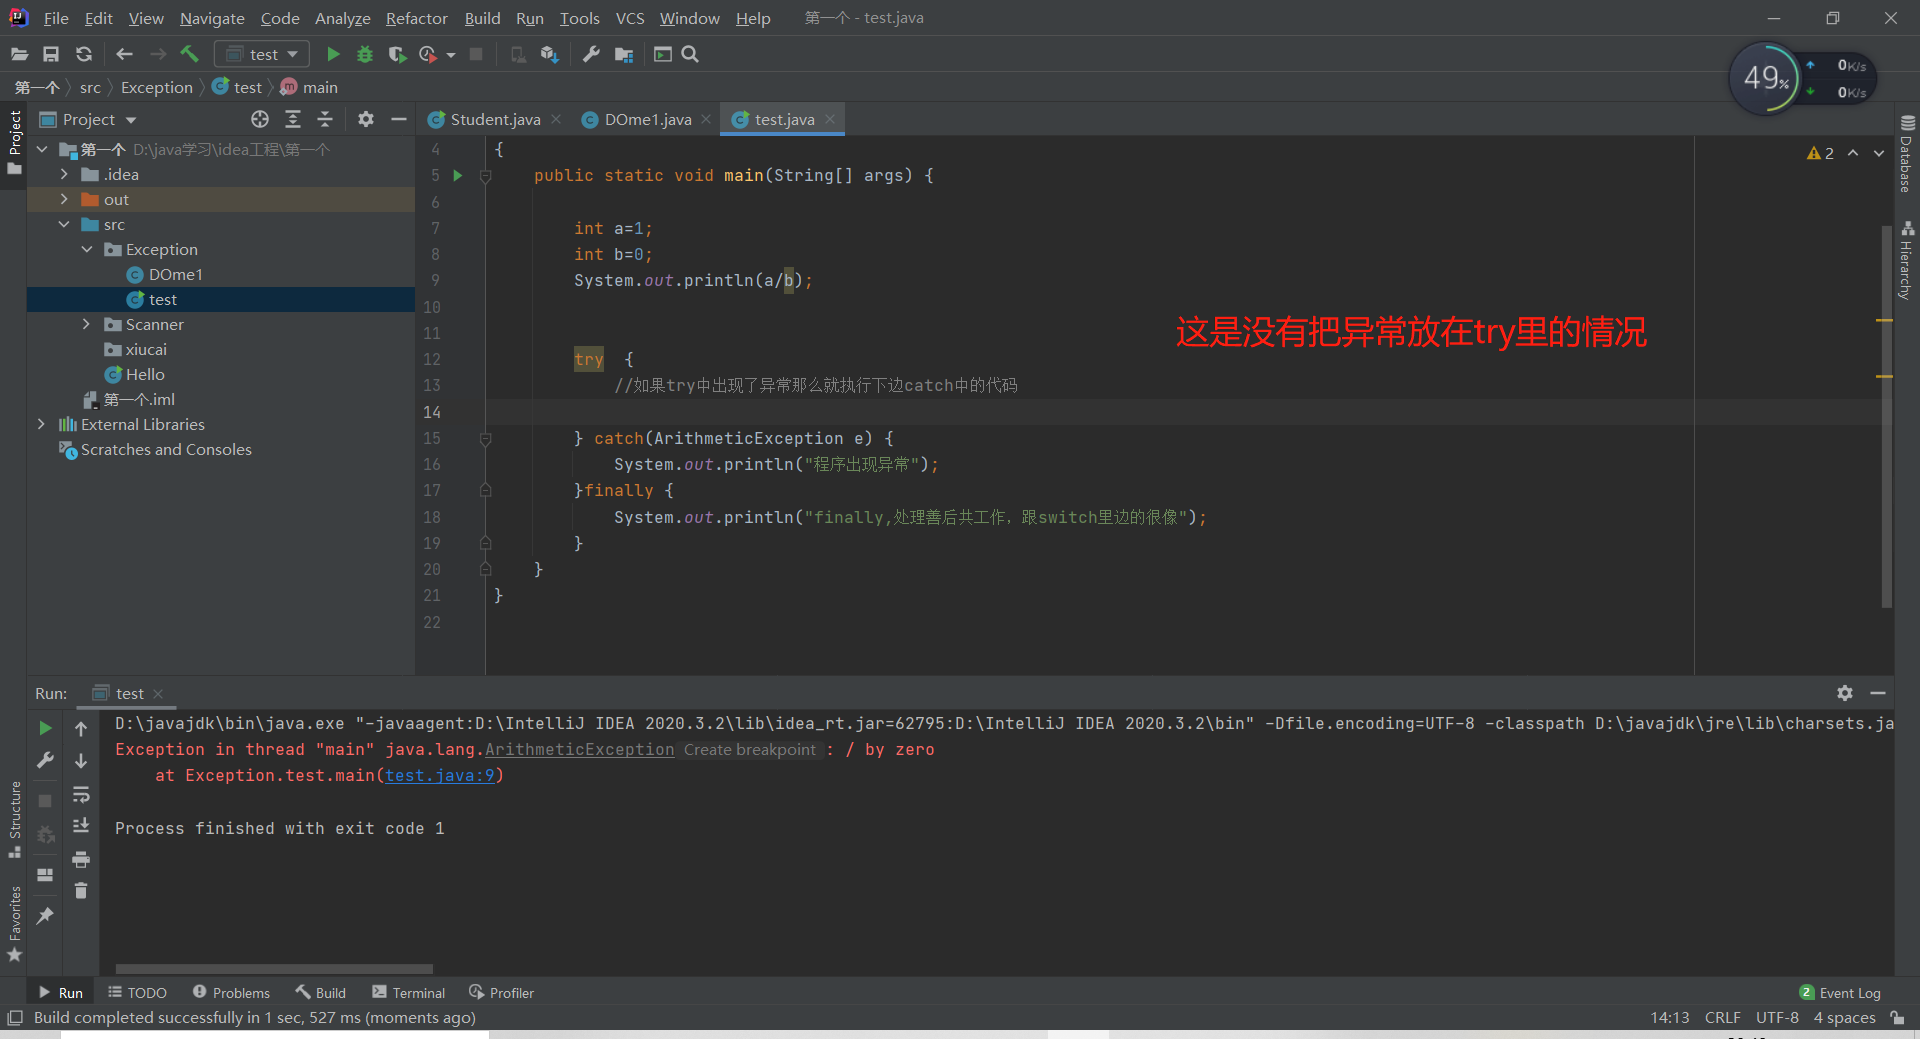 File Edit View Navigate Code Analyze Refactor Build Run Tools VCS Window Help 第一个 - test.java
test
第一个 src Exception test main
49% 0K/s
0K/s
Project
Student.java DOme1.java test.java
第一个 D:\java学习\idea工程\第一个
.idea
out
src
Exception
DOme1
test
Scanner
xiucai
Hello
第一个.iml
External Libraries
Scratches and Consoles
Project
Structure
Favorites
Database
Hierarchy
2
4 {
5 public static void main(String[] args) {
6
7 int a=1;
8 int b=0;
9 System.out.println(a/b);
10
11
这是没有把异常放在try里的情况
12 try {
13 //如果try中出现了异常那么就执行下边catch中的代码
14
15 } catch(ArithmeticException e) {
16 System.out.println("程序出现异常");
17 }finally {
18 System.out.println("finally,处理善后共工作，跟switch里边的很像");
19 }
20 }
21 }
22
Run: test
D:\javajdk\bin\java.exe "-javaagent:D:\IntelliJ IDEA 2020.3.2\lib\idea_rt.jar=62795:D:\IntelliJ IDEA 2020.3.2\bin" -Dfile.encoding=UTF-8 -classpath D:\javajdk\jre\lib\charsets.ja
Exception in thread "main" java.lang.ArithmeticException Create breakpoint : / by zero
at Exception.test.main(test.java:9)
Process finished with exit code 1
Run TODO Problems Build Terminal Profiler 2 Event Log
Build completed successfully in 1 sec, 527 ms (moments ago) 14:13 CRLF UTF-8 4 spaces